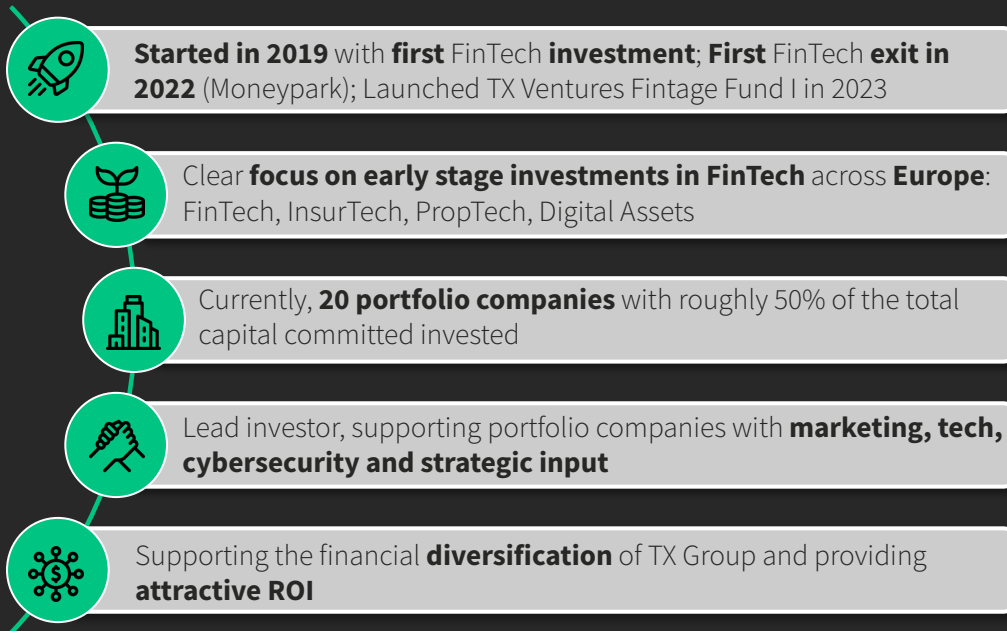 Started in 2019 with first FinTech investment; First FinTech exit in
2022 (Moneypark); Launched TX Ventures Fintage Fund I in 2023
Clear focus on early stage investments in FinTech across Europe:
FinTech, InsurTech, PropTech, Digital Assets
Currently, 20 portfolio companies with roughly 50% of the total
capital committed invested
Lead investor, supporting portfolio companies with marketing, tech,
cybersecurity and strategic input
Supporting the financial diversification of TX Group and providing
attractive ROI